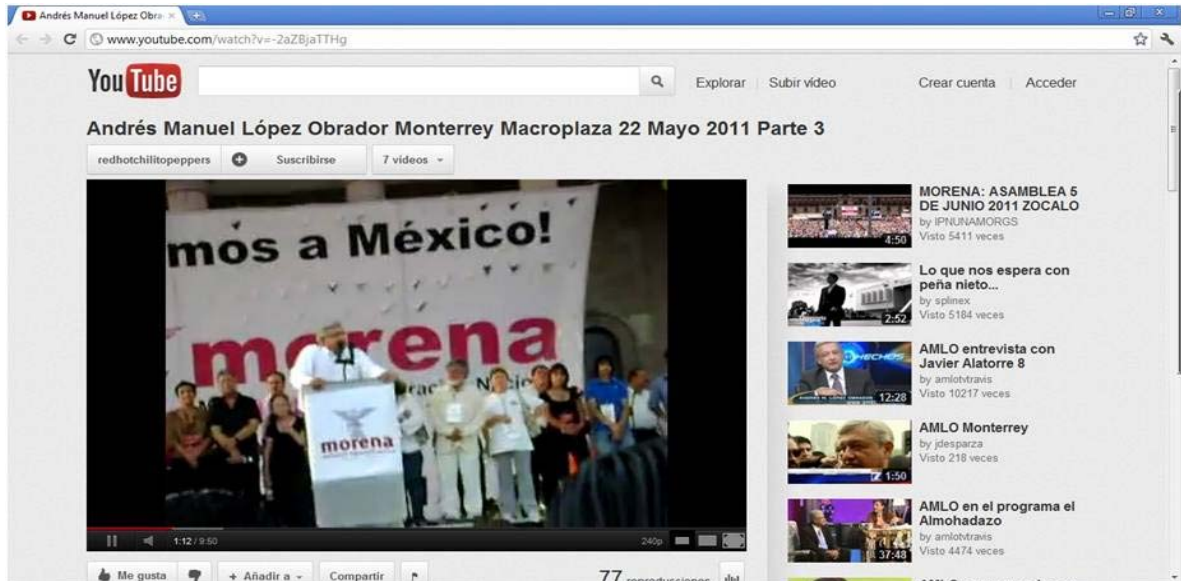 Andrés Manuel López Obra
www.youtube.com/watch?v=-2aZBjaTTHg
YouTube
Explorar Subir vídeo Crear cuenta Acceder
Andrés Manuel López Obrador Monterrey Macroplaza 22 Mayo 2011 Parte 3
redhotchilitopeppers Suscribirse 7 vídeos
mos a México!
morena
morena
1:12 / 9:50 240p
Me gusta Añadir a Compartir 77 reproducciones
MORENA: ASAMBLEA 5
DE JUNIO 2011 ZOCALO
by IPNUNAMORGS
Visto 5411 veces
4:50
Lo que nos espera con
peña nieto...
by splinex
Visto 5184 veces
2:52
AMLO entrevista con
Javier Alatorre 8
by amlotvtravis
Visto 10217 veces
HECHOS
12:28
AMLO Monterrey
by jdesparza
Visto 218 veces
1:50
AMLO en el programa el
Almohadazo
by amlotvtravis
Visto 4474 veces
37:48